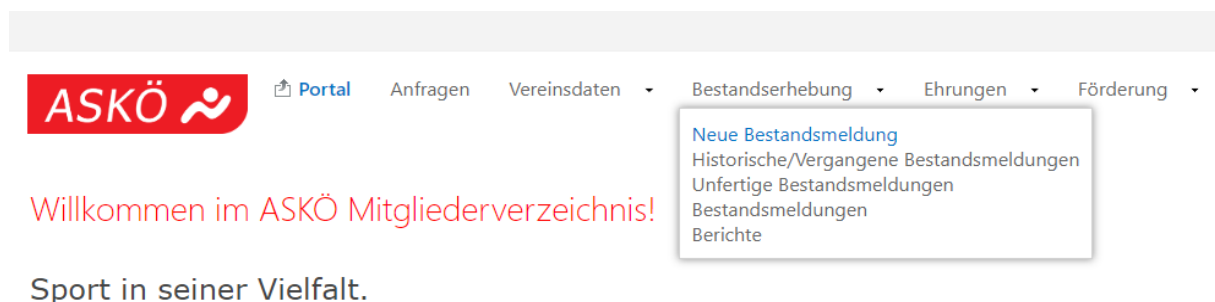 ASKÖ
Portal Anfragen Vereinsdaten Bestandserhebung Ehrungen Förderung
Neue Bestandsmeldung
Historische/Vergangene Bestandsmeldungen
Unfertige Bestandsmeldungen
Bestandsmeldungen
Berichte
Willkommen im ASKÖ Mitgliederverzeichnis!
Sport in seiner Vielfalt.